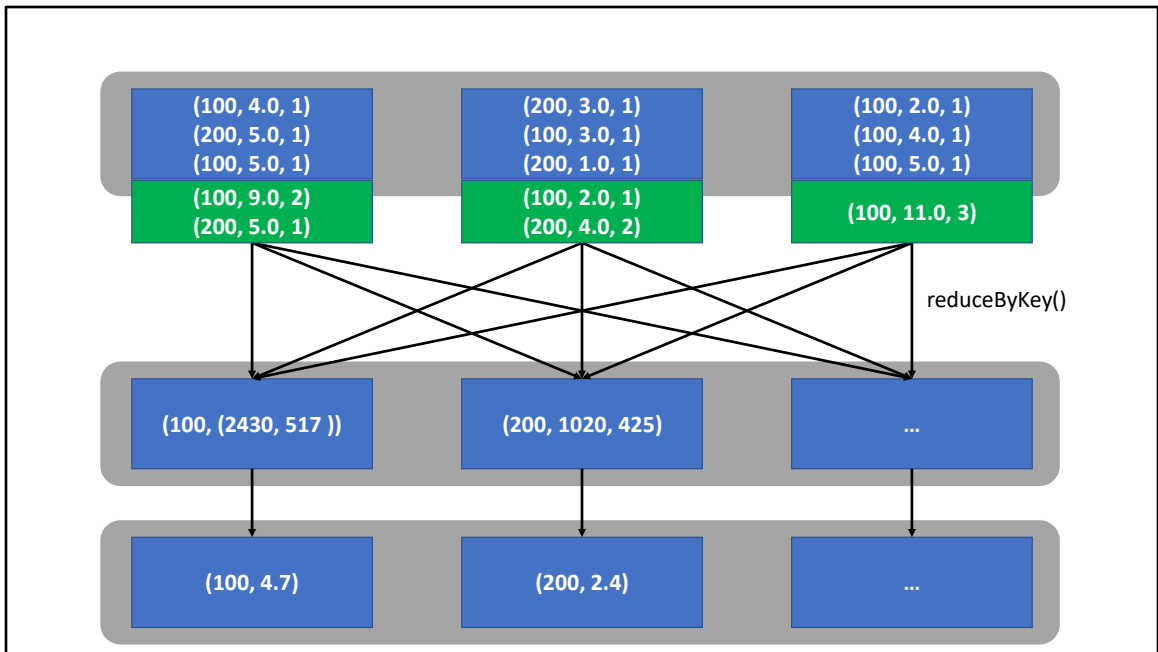 (100, 4.0, 1)
(200, 5.0, 1)
(100, 5.0, 1)
(100, 9.0, 2)
(200, 5.0, 1)
(200, 3.0, 1)
(100, 3.0, 1)
(200, 1.0, 1)
(100, 2.0, 1)
(200, 4.0, 2)
(100, 2.0, 1)
(100, 4.0, 1)
(100, 5.0, 1)
(100, 11.0, 3)
reduceByKey()
(100, (2430, 517 ))
(200, 1020, 425)
...
(100, 4.7)
(200, 2.4)
...